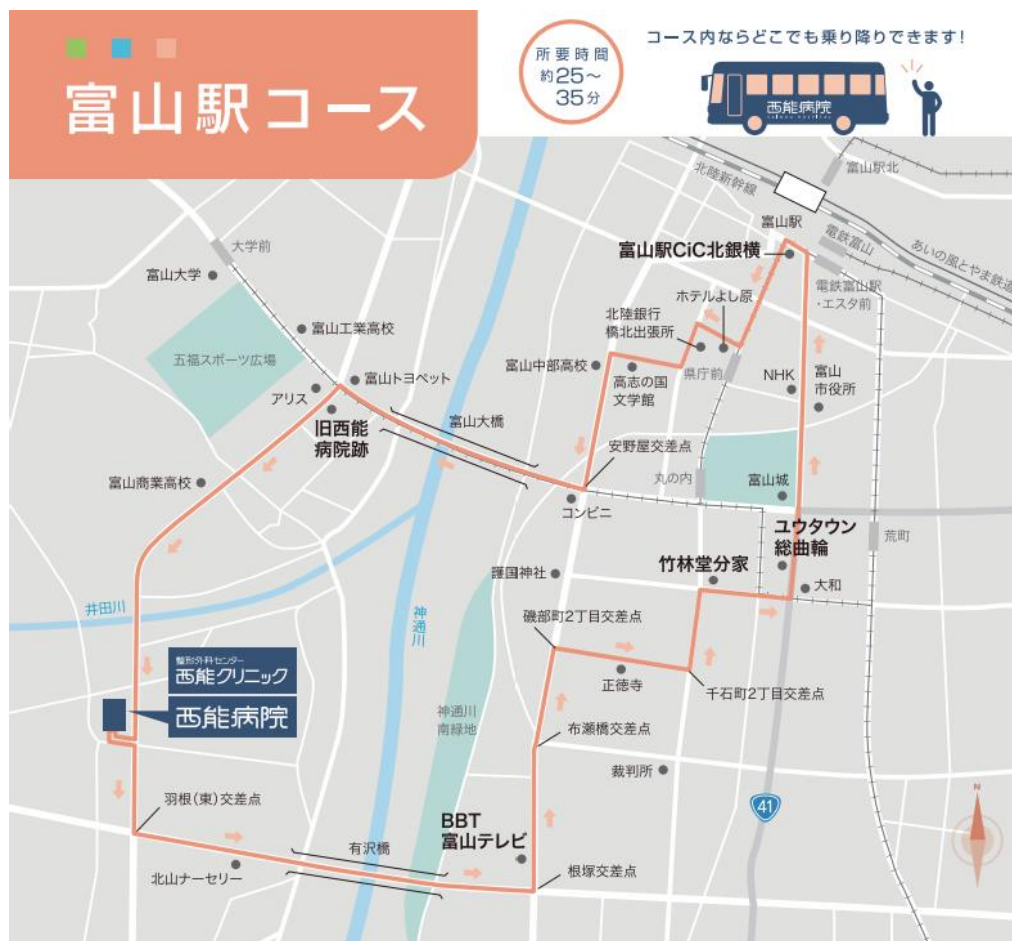 富山駅コース
所要時間
約25～
35分
コース内ならどこでも乗り降りできます!
西能病院
SAINOU HOSPITAL
北陸新幹線
富山駅北
富山駅
電鉄富山
あいの風とやま鉄道
大学前
富山駅CiC北銀横
富山大学
電鉄富山駅
・エスタ前
ホテルよし原
北陸銀行
橋北出張所
富山工業高校
五福スポーツ広場
富山中部高校
県庁前
NHK
富山
市役所
高志の国
文学館
アリス
富山トヨペット
旧西能
病院跡
富山大橋
安野屋交差点
富山商業高校
丸の内
富山城
コンビニ
ユウタウン
総曲輪
荒町
竹林堂分家
護国神社
大和
井田川
神通川
磯部町2丁目交差点
整形外科センター
西能クリニック
西能病院
正徳寺
千石町2丁目交差点
神通川
南緑地
布瀬橋交差点
裁判所
羽根(東)交差点
41
N
BBT
富山テレビ
有沢橋
北山ナーセリー
根塚交差点